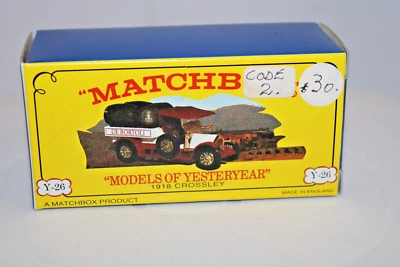 "MATCHB
CODE
2.
$30.
DE BORTOLI
"MODELS OF YESTERYEAR"
1918 CROSSLEY
Y-26
Y-26
A MATCHBOX PRODUCT
MADE IN ENGLAND